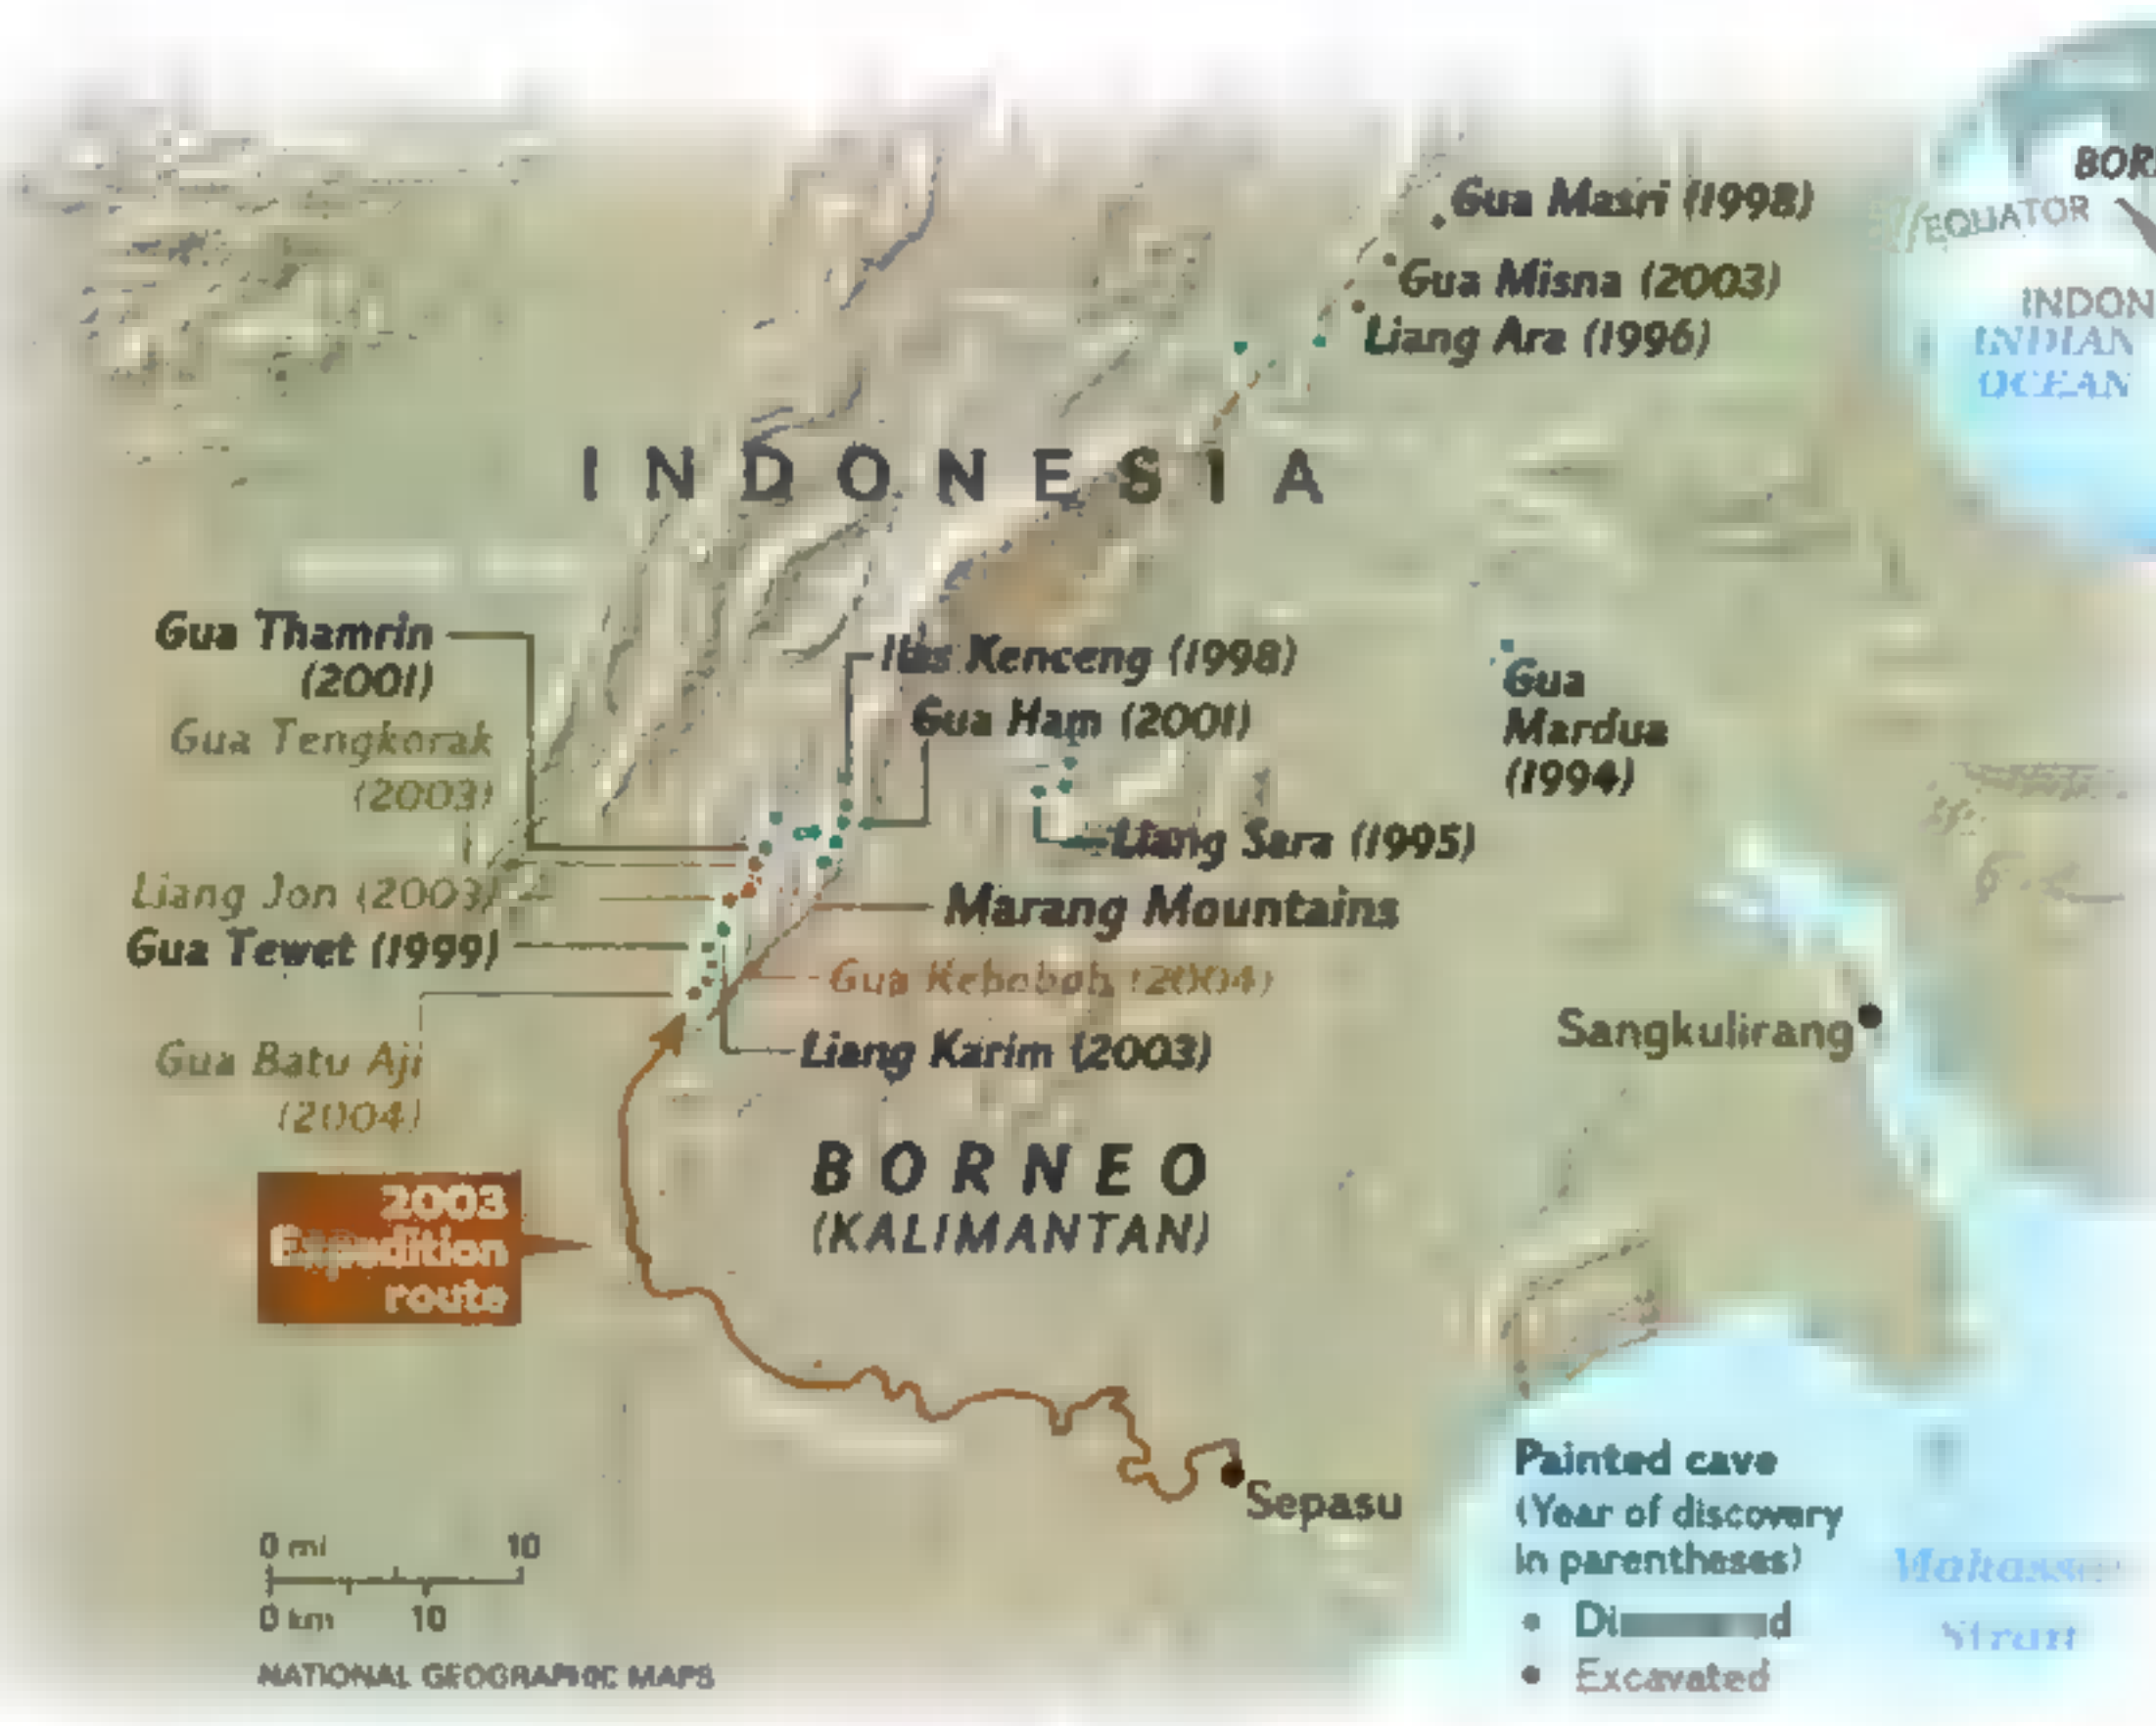 Gua Masri (1998)
Gua Misna (2003)
Liang Ara (1996)
EQUATOR
INDIAN
OCEAN
INDONESIA
Gua Thamrin
(2001)
Gua Tengkorak
(2003)
Liang Jon (2003)
Gua Tewet (1999)
Gua Batu Aji
(2004)
Kenceng (1998)
Gua Ham (2001)
Liang Sara (1995)
Marang Mountains
Gua (2004)
Liang Karim (2003)
Gua
Mardua
(1994)
Sangkulirang
BORNEO
(KALIMANTAN)
2003
Expedition
route
Sepasu
Painted cave
(Year of discovery
in parentheses)
Excavated
Strait
0 mi 10
0 km 10
NATIONAL GEOGRAPHIC MAPS